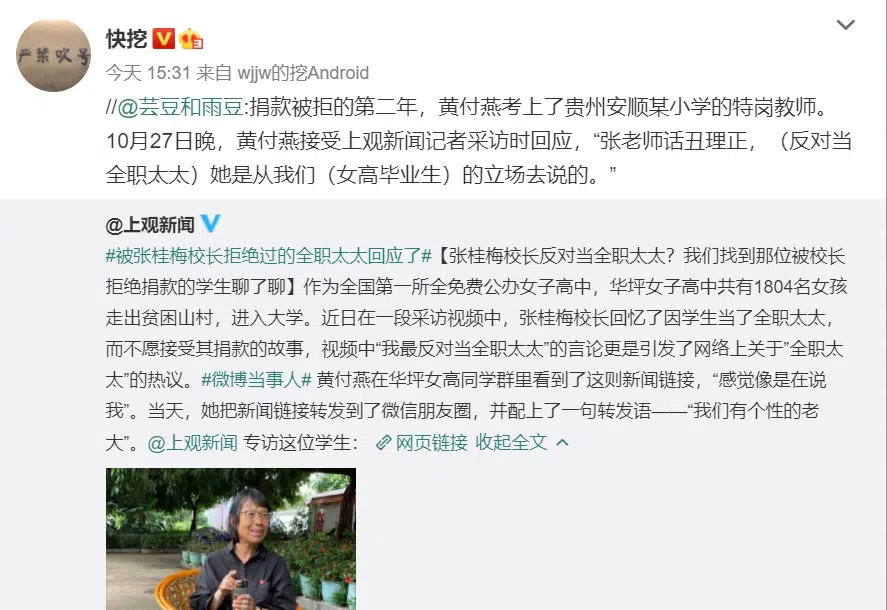 严禁吹号
快挖
今天 15:31 来自 wjjw的挖Android
//@芸豆和雨豆:捐款被拒的第二年，黄付燕考上了贵州安顺某小学的特岗教师。
10月27日晚，黄付燕接受上观新闻记者采访时回应，“张老师话丑理正，（反对当
全职太太）她是从我们（女高毕业生）的立场去说的。”
@上观新闻
#被张桂梅校长拒绝过的全职太太回应了#【张桂梅校长反对当全职太太？我们找到那位被校长
拒绝捐款的学生聊了聊】作为全国第一所全免费公办女子高中，华坪女子高中共有1804名女孩
走出贫困山村，进入大学。近日在一段采访视频中，张桂梅校长回忆了因学生当了全职太太，
而不愿接受其捐款的故事，视频中“我最反对当全职太太”的言论更是引发了网络上关于”全职太
太”的热议。#微博当事人# 黄付燕在华坪女高同学群里看到了这则新闻链接，“感觉像是在说
我”。当天，她把新闻链接转发到了微信朋友圈，并配上了一句转发语——“我们有个性的老
大”。@上观新闻 专访这位学生： 网页链接 收起全文